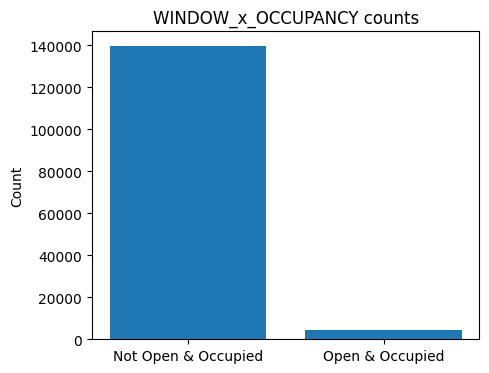 WINDOW_x_OCCUPANCY counts
140000
120000
100000
80000
60000
40000
20000
0
Count
Not Open & Occupied
Open & Occupied